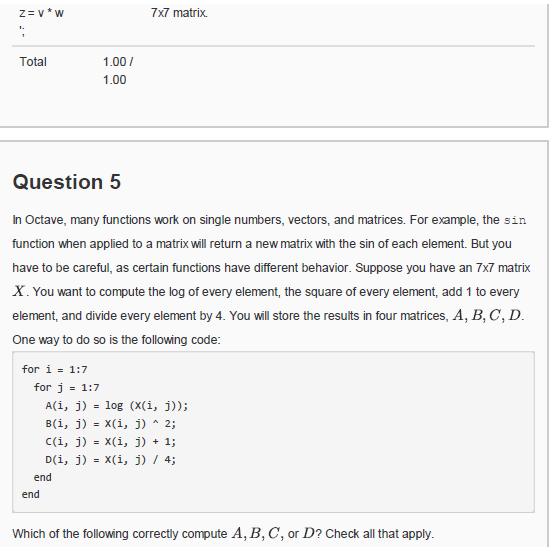 z = v * w 7x7 matrix.
';
Total 1.00 /
1.00
Question 5
In Octave, many functions work on single numbers, vectors, and matrices. For example, the sin
function when applied to a matrix will return a new matrix with the sin of each element. But you
have to be careful, as certain functions have different behavior. Suppose you have an 7x7 matrix
X. You want to compute the log of every element, the square of every element, add 1 to every
element, and divide every element by 4. You will store the results in four matrices, A, B, C, D.
One way to do so is the following code:
for i = 1:7
for j = 1:7
A(i, j) = log (X(i, j));
B(i, j) = X(i, j) ^ 2;
C(i, j) = X(i, j) + 1;
D(i, j) = X(i, j) / 4;
end
end
Which of the following correctly compute A, B, C, or D? Check all that apply.